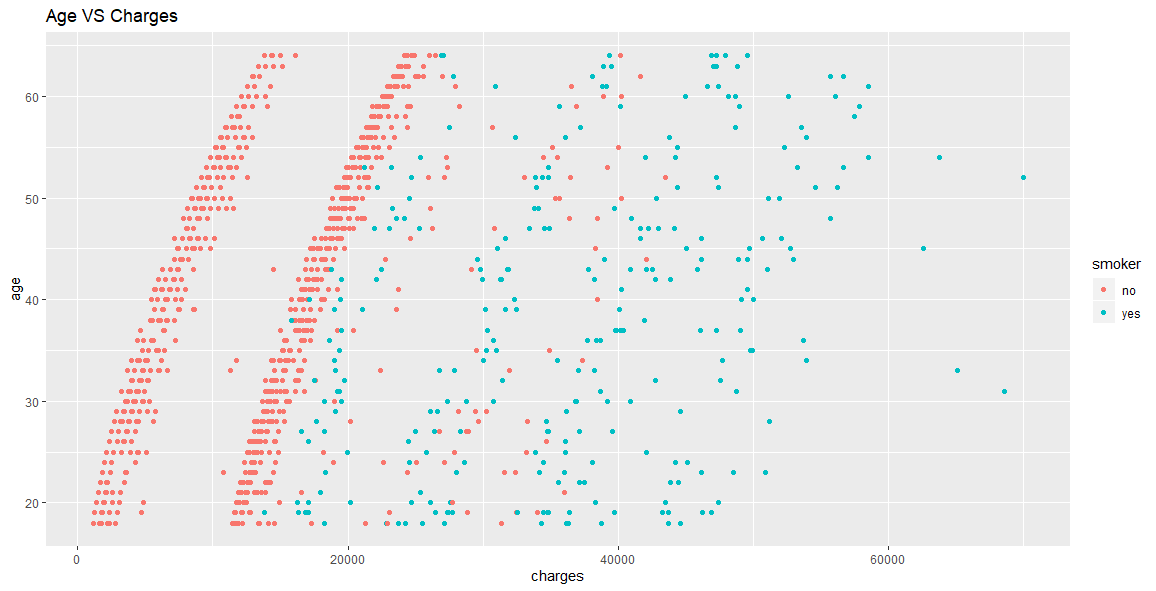 Age VS Charges
60
50
40
30
20
age
0
20000
40000
60000
charges
smoker
no
yes